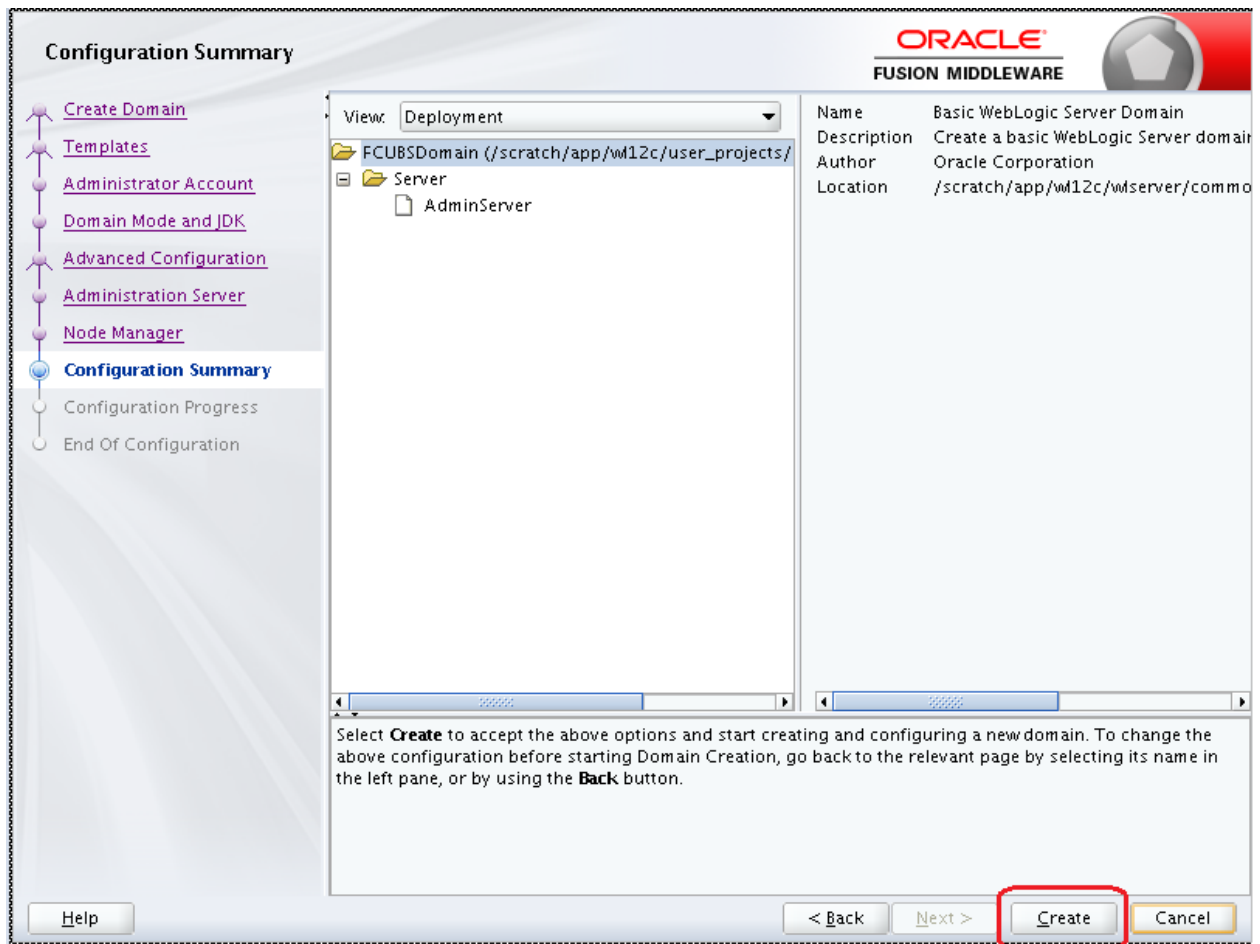 Configuration Summary
ORACLE®
FUSION MIDDLEWARE
Create Domain
Templates
Administrator Account
Domain Mode and JDK
Advanced Configuration
Administration Server
Node Manager
Configuration Summary
Configuration Progress
End Of Configuration
View: Deployment
FCUBSDomain (/scratch/app/wl12c/user_projects/
Server
AdminServer
Name Basic WebLogic Server Domain
Description Create a basic WebLogic Server domain
Author Oracle Corporation
Location /scratch/app/wl12c/wlserver/commo
Select Create to accept the above options and start creating and configuring a new domain. To change the
above configuration before starting Domain Creation, go back to the relevant page by selecting its name in
the left pane, or by using the Back button.
Help < Back Next > Create Cancel